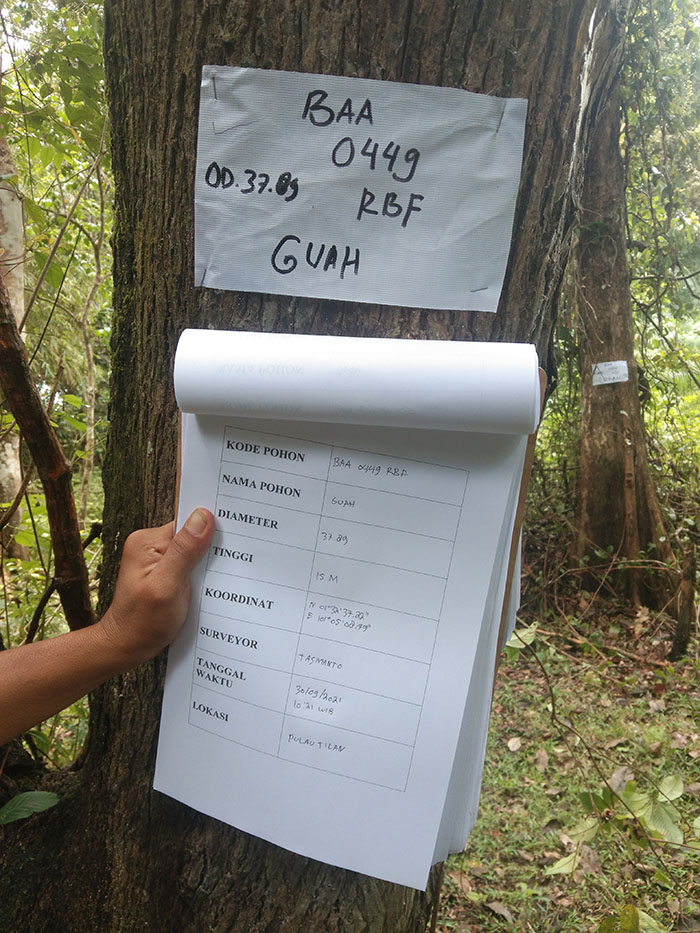 BAA
0449
OD.37.89
RBF
GUAH
KODE POHON BAA 0449 RBF
NAMA POHON GUAH
DIAMETER 37.89
TINGGI 15 M
KOORDINAT N 01°32'37.22"
E 101°05'08.79"
SURVEYOR TASWANTO
TANGGAL 30/09/2021
WAKTU 10:21 WIB
LOKASI PULAU TILAN